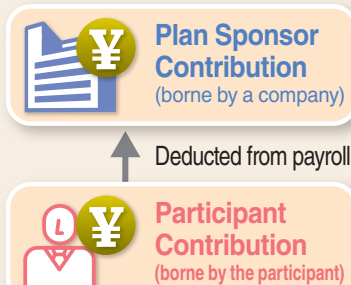 ¥
Plan Sponsor
Contribution
(borne by a company)
Deducted from payroll
¥
Participant
Contribution
(borne by the participant)